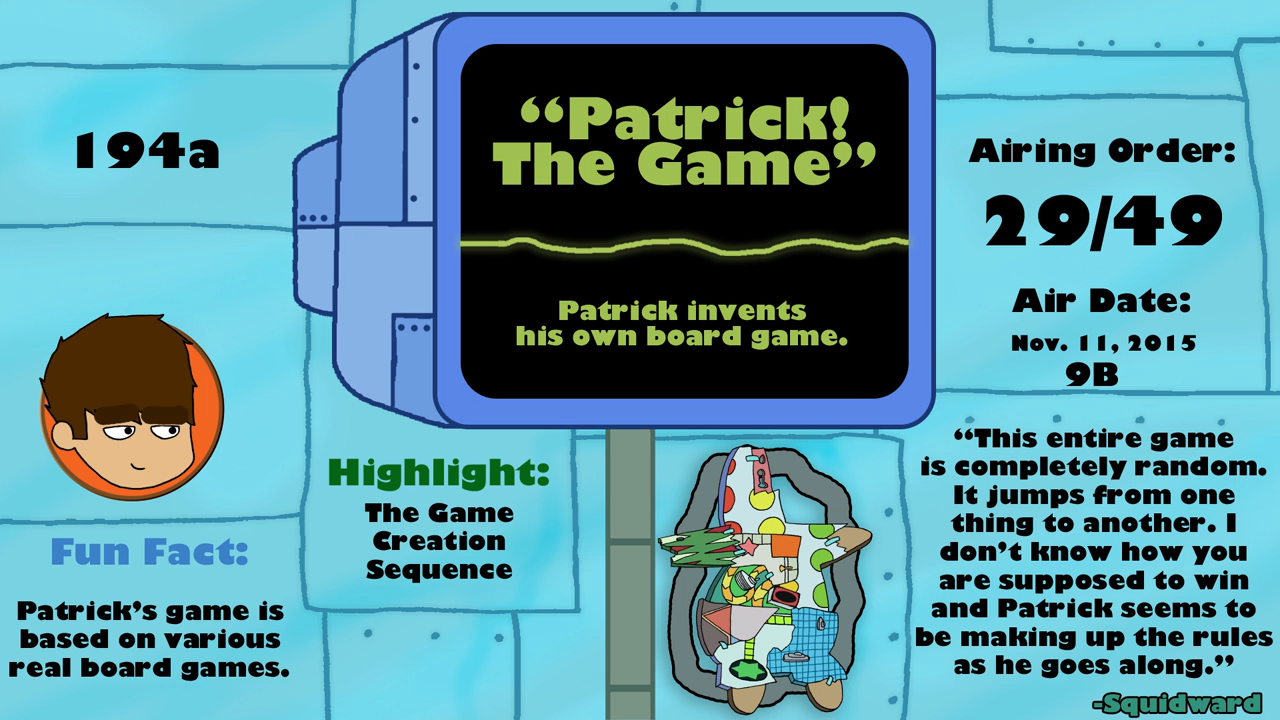 194a
“Patrick!
The Game”
Patrick invents
his own board game.
Airing Order:
29/49
Air Date:
Nov. 11, 2015
9B
Fun Fact:
Patrick’s game is
based on various
real board games.
Highlight:
The Game
Creation
Sequence
“This entire game
is completely random.
It jumps from one
thing to another. I
don’t know how you
are supposed to win
and Patrick seems to
be making up the rules
as he goes along.”
-Squidward